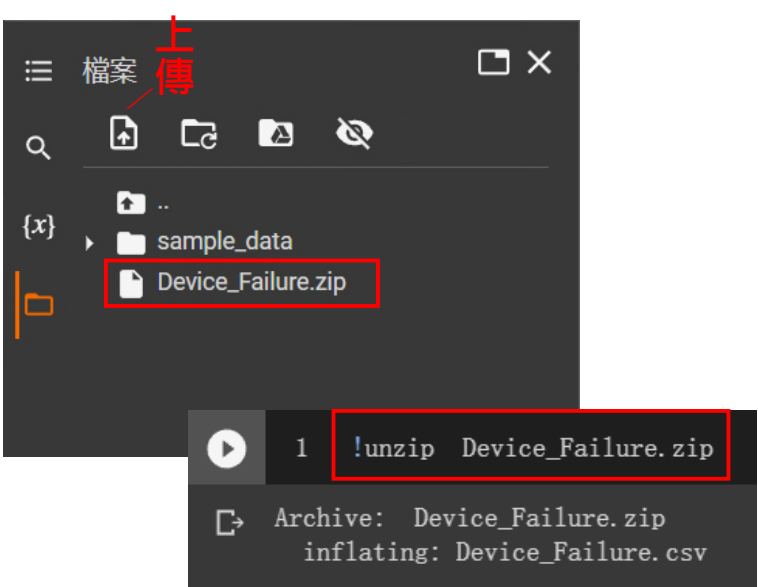 上傳
檔案
{x}
..
sample_data
Device_Failure.zip
1 !unzip Device_Failure.zip
Archive: Device_Failure.zip
inflating: Device_Failure.csv